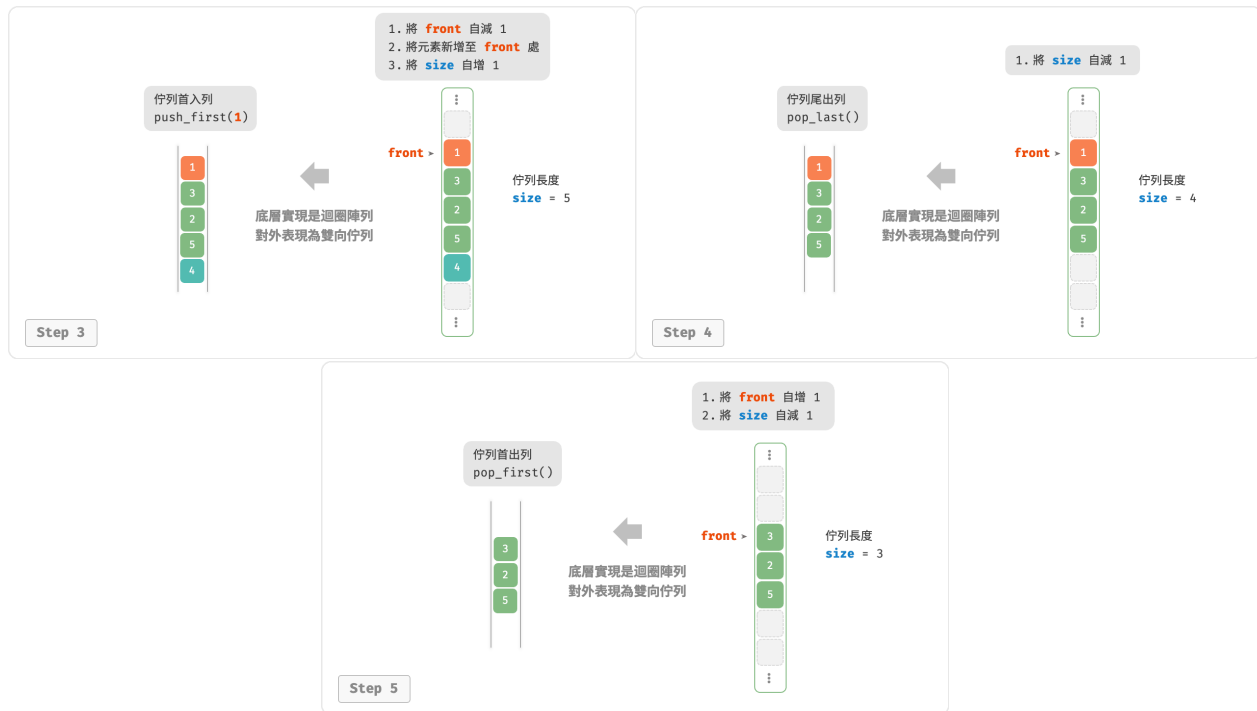 1. 將 front 自減 1
2. 將元素新增至 front 處
3. 將 size 自增 1
佇列首入列
push_first(1)
⋮
front ➤
1
3
2
5
4
⋮
1
3
2
5
4
底層實現是迴圈陣列
對外表現為雙向佇列
佇列長度
size = 5
Step 3
1. 將 size 自減 1
佇列尾出列
pop_last()
⋮
front ➤
1
3
2
5
⋮
1
3
2
5
底層實現是迴圈陣列
對外表現為雙向佇列
佇列長度
size = 4
Step 4
1. 將 front 自增 1
2. 將 size 自減 1
佇列首出列
pop_first()
⋮
front ➤
3
2
5
⋮
3
2
5
底層實現是迴圈陣列
對外表現為雙向佇列
佇列長度
size = 3
Step 5